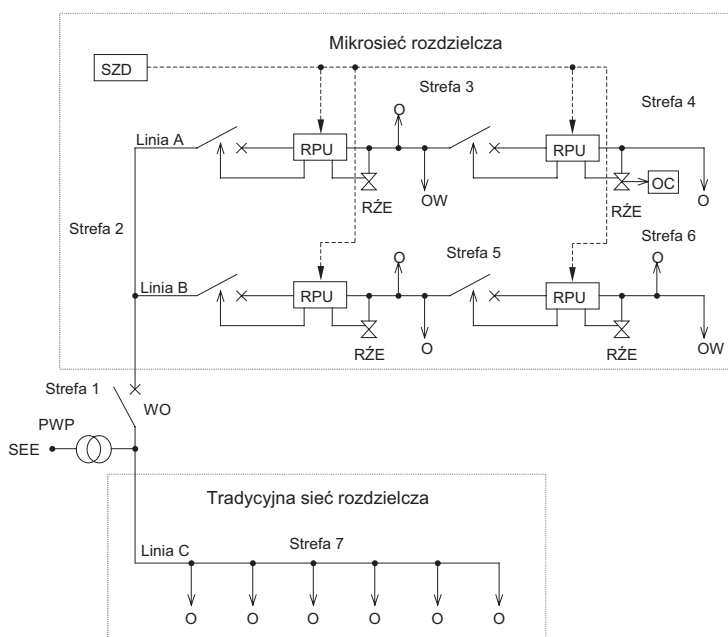 Mikrosieć rozdzielcza
SZD
Strefa 3
Strefa 4
O
Linia A
RPU
RPU
RŹE
OW
RŹE
OC
O
Strefa 2
Strefa 5
Strefa 6
O
O
Linia B
RPU
RPU
RŹE
O
RŹE
OW
Strefa 1
WO
PWP
SEE
Tradycyjna sieć rozdzielcza
Linia C
Strefa 7
O
O
O
O
O
O